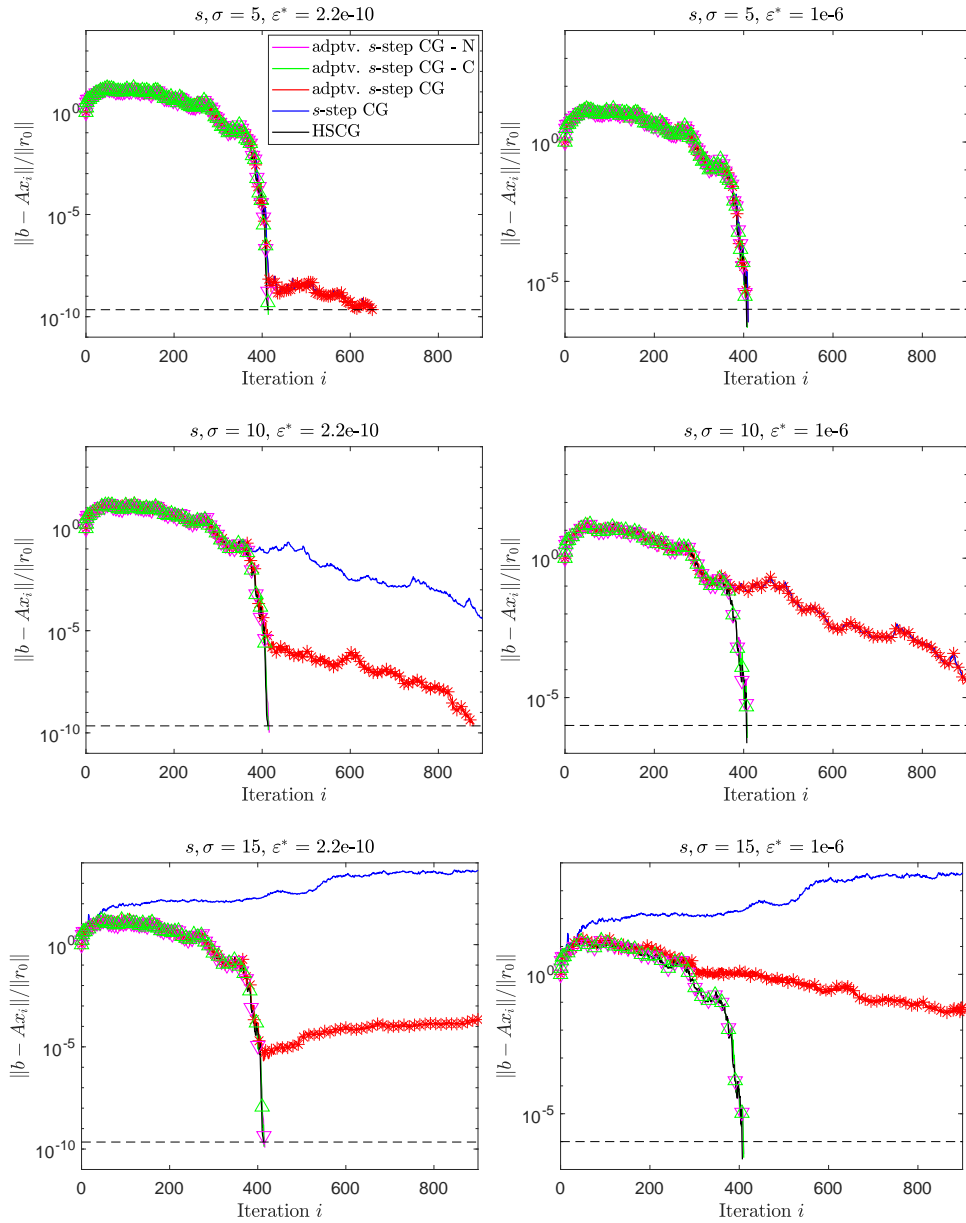 s, σ = 5, ε* = 2.2e-10
||b − Ax_i||/||r_0||
10^0
10^-5
10^-10
adptv. s-step CG - N
adptv. s-step CG - C
adptv. s-step CG
s-step CG
HSCG
0 200 400 600 800
Iteration i
s, σ = 5, ε* = 1e-6
||b − Ax_i||/||r_0||
10^0
10^-5
0 200 400 600 800
Iteration i
s, σ = 10, ε* = 2.2e-10
||b − Ax_i||/||r_0||
10^0
10^-5
10^-10
0 200 400 600 800
Iteration i
s, σ = 10, ε* = 1e-6
||b − Ax_i||/||r_0||
10^0
10^-5
0 200 400 600 800
Iteration i
s, σ = 15, ε* = 2.2e-10
||b − Ax_i||/||r_0||
10^0
10^-5
10^-10
0 200 400 600 800
Iteration i
s, σ = 15, ε* = 1e-6
||b − Ax_i||/||r_0||
10^0
10^-5
0 200 400 600 800
Iteration i